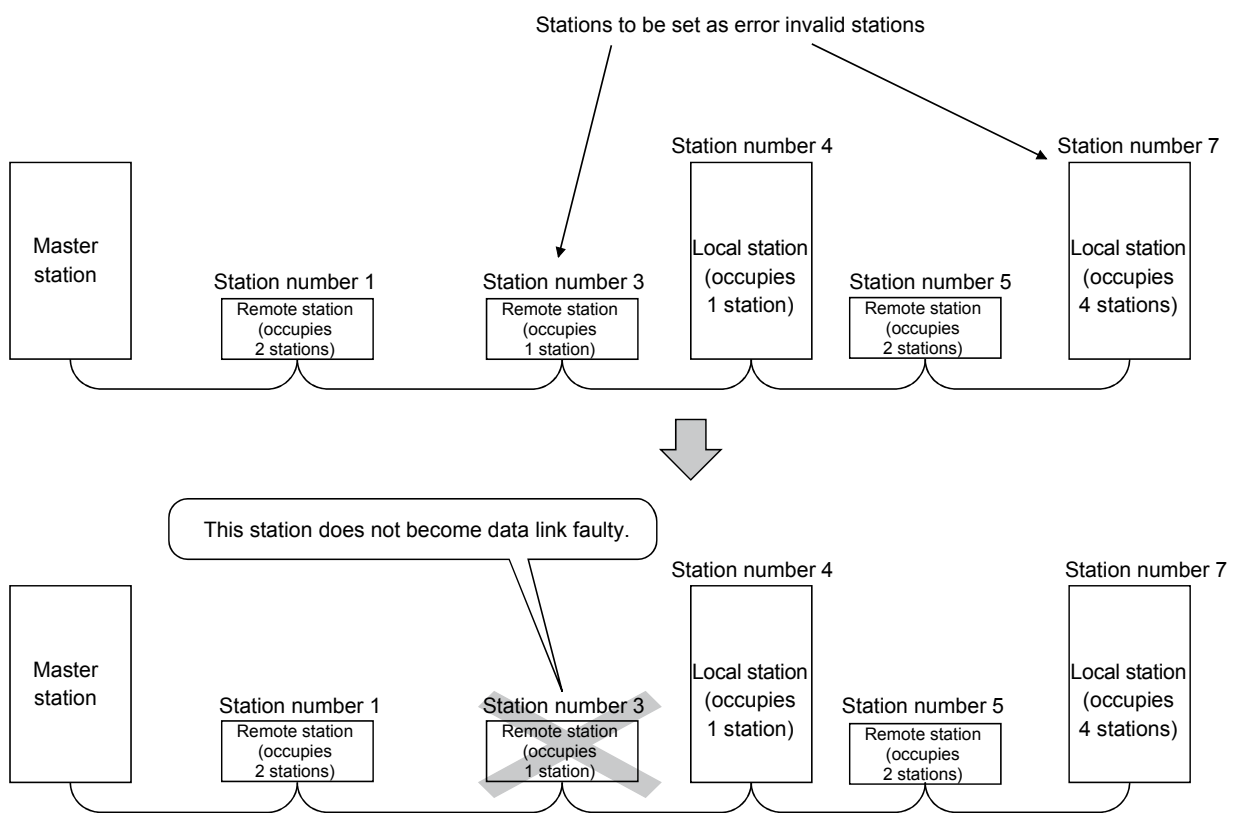 Stations to be set as error invalid stations
Station number 4
Station number 7
Master
station
Local station
(occupies
1 station)
Local station
(occupies
4 stations)
Station number 1
Station number 3
Station number 5
Remote station
(occupies
2 stations)
Remote station
(occupies
1 station)
Remote station
(occupies
2 stations)
This station does not become data link faulty.
Station number 4
Station number 7
Master
station
Local station
(occupies
1 station)
Local station
(occupies
4 stations)
Station number 1
Station number 3
Station number 5
Remote station
(occupies
2 stations)
Remote station
(occupies
1 station)
Remote station
(occupies
2 stations)